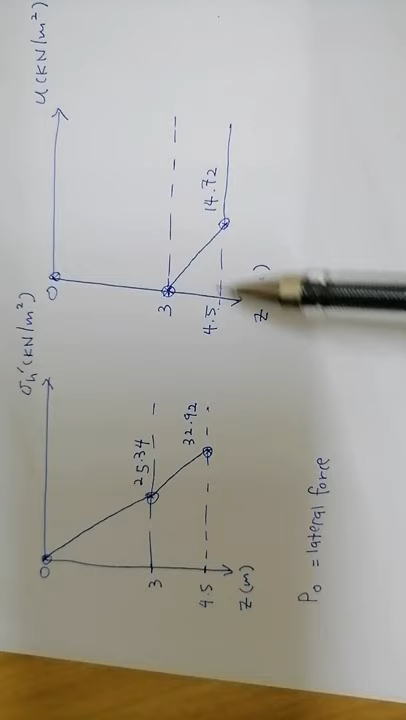 σh'(KN/m²)
0
25.34
3
32.92
4.5
Z(m)
u(KN/m²)
0
3
14.72
4.5
Z
)
P₀ = lateral force